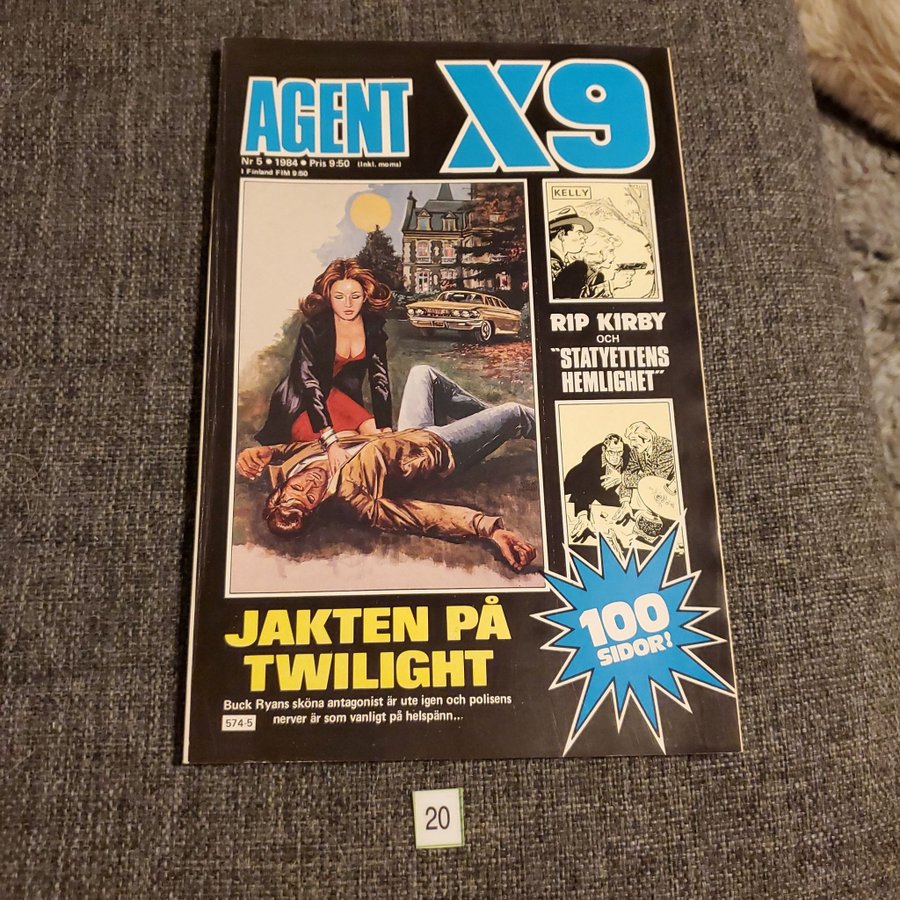 AGENT X9
Nr 5 • 1984 • Pris 9:50 (Inkl. moms)
I Finland FIM 9:50
KELLY
RIP KIRBY
OCH
"STATYETTENS
HEMLIGHET"
100
SIDOR!
JAKTEN PÅ
TWILIGHT
Buck Ryans sköna antagonist är ute igen och polisens
nerver är som vanligt på helspänn...
574-5
20